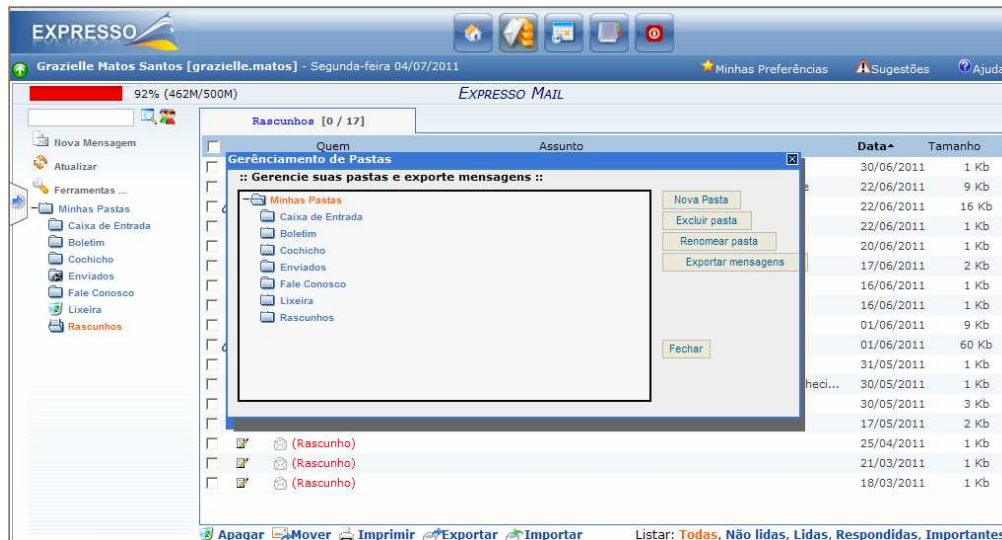 EXPRESSO
Grazielle Matos Santos [grazielle.matos] - Segunda-feira 04/07/2011
Minhas Preferências
Sugestões
Ajuda
92% (462M/500M)
EXPRESSO MAIL
Nova Mensagem
Atualizar
Ferramentas ...
Minhas Pastas
Caixa de Entrada
Boletim
Cochicho
Enviados
Fale Conosco
Lixeira
Rascunhos
Rascunhos [0 / 17]
Quem Assunto Data Tamanho
Gerênciamento de Pastas
:: Gerencie suas pastas e exporte mensagens ::
Minhas Pastas
Caixa de Entrada
Boletim
Cochicho
Enviados
Fale Conosco
Lixeira
Rascunhos
Nova Pasta
Excluir pasta
Renomear pasta
Exportar mensagens
Fechar
30/06/2011 1 Kb
22/06/2011 9 Kb
22/06/2011 16 Kb
22/06/2011 1 Kb
20/06/2011 1 Kb
17/06/2011 2 Kb
16/06/2011 1 Kb
16/06/2011 1 Kb
01/06/2011 9 Kb
01/06/2011 60 Kb
31/05/2011 1 Kb
heci... 30/05/2011 1 Kb
30/05/2011 3 Kb
17/05/2011 2 Kb
(Rascunho) 25/04/2011 1 Kb
(Rascunho) 21/03/2011 1 Kb
(Rascunho) 18/03/2011 1 Kb
Apagar Mover Imprimir Exportar Importar
Listar: Todas, Não lidas, Lidas, Respondidas, Importantes